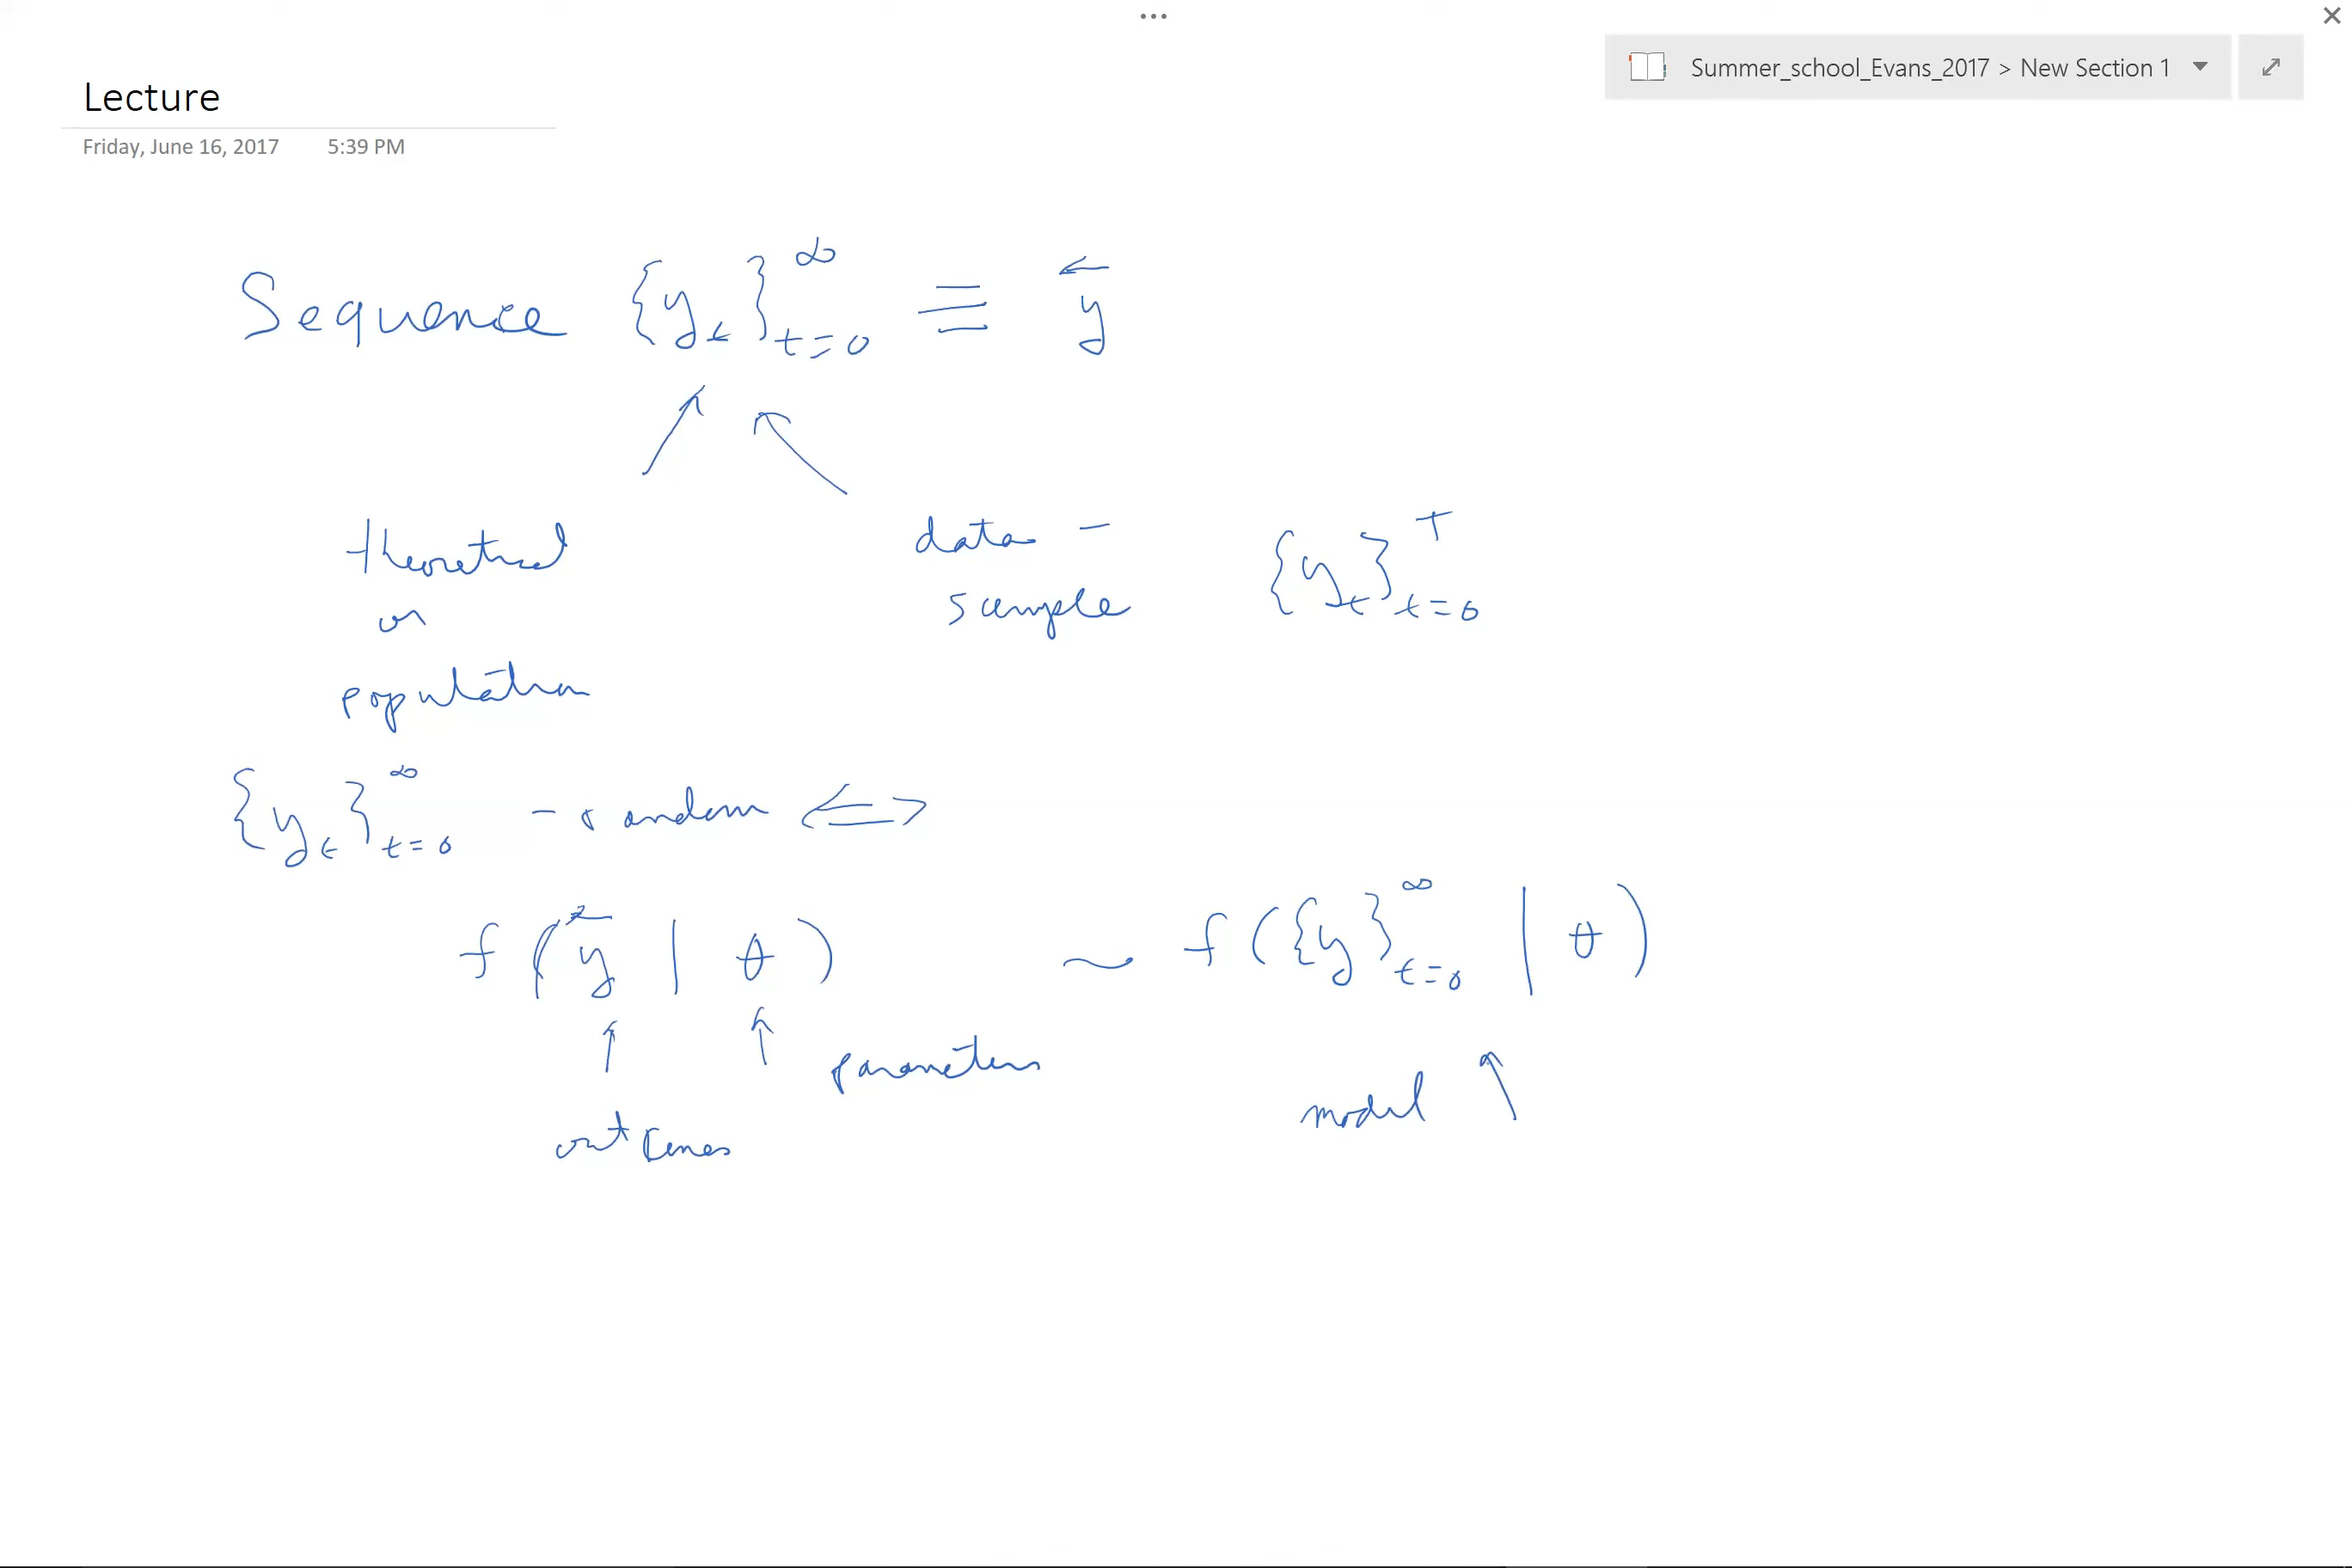 Summer_school_Evans_2017 > New Section 1
Lecture
Friday, June 16, 2017 5:39 PM
Sequence {y_t}_{t=0}^∞ ≡ y⃖
theoretical data –
or sample {y_t}_{t=0}^T
population
{y_t}_{t=0}^∞ – random ⟺
f(y⃖ | θ) ~ f({y}_{t=0}^∞ | θ)
↑ ↑ parameters model ↑
outcomes